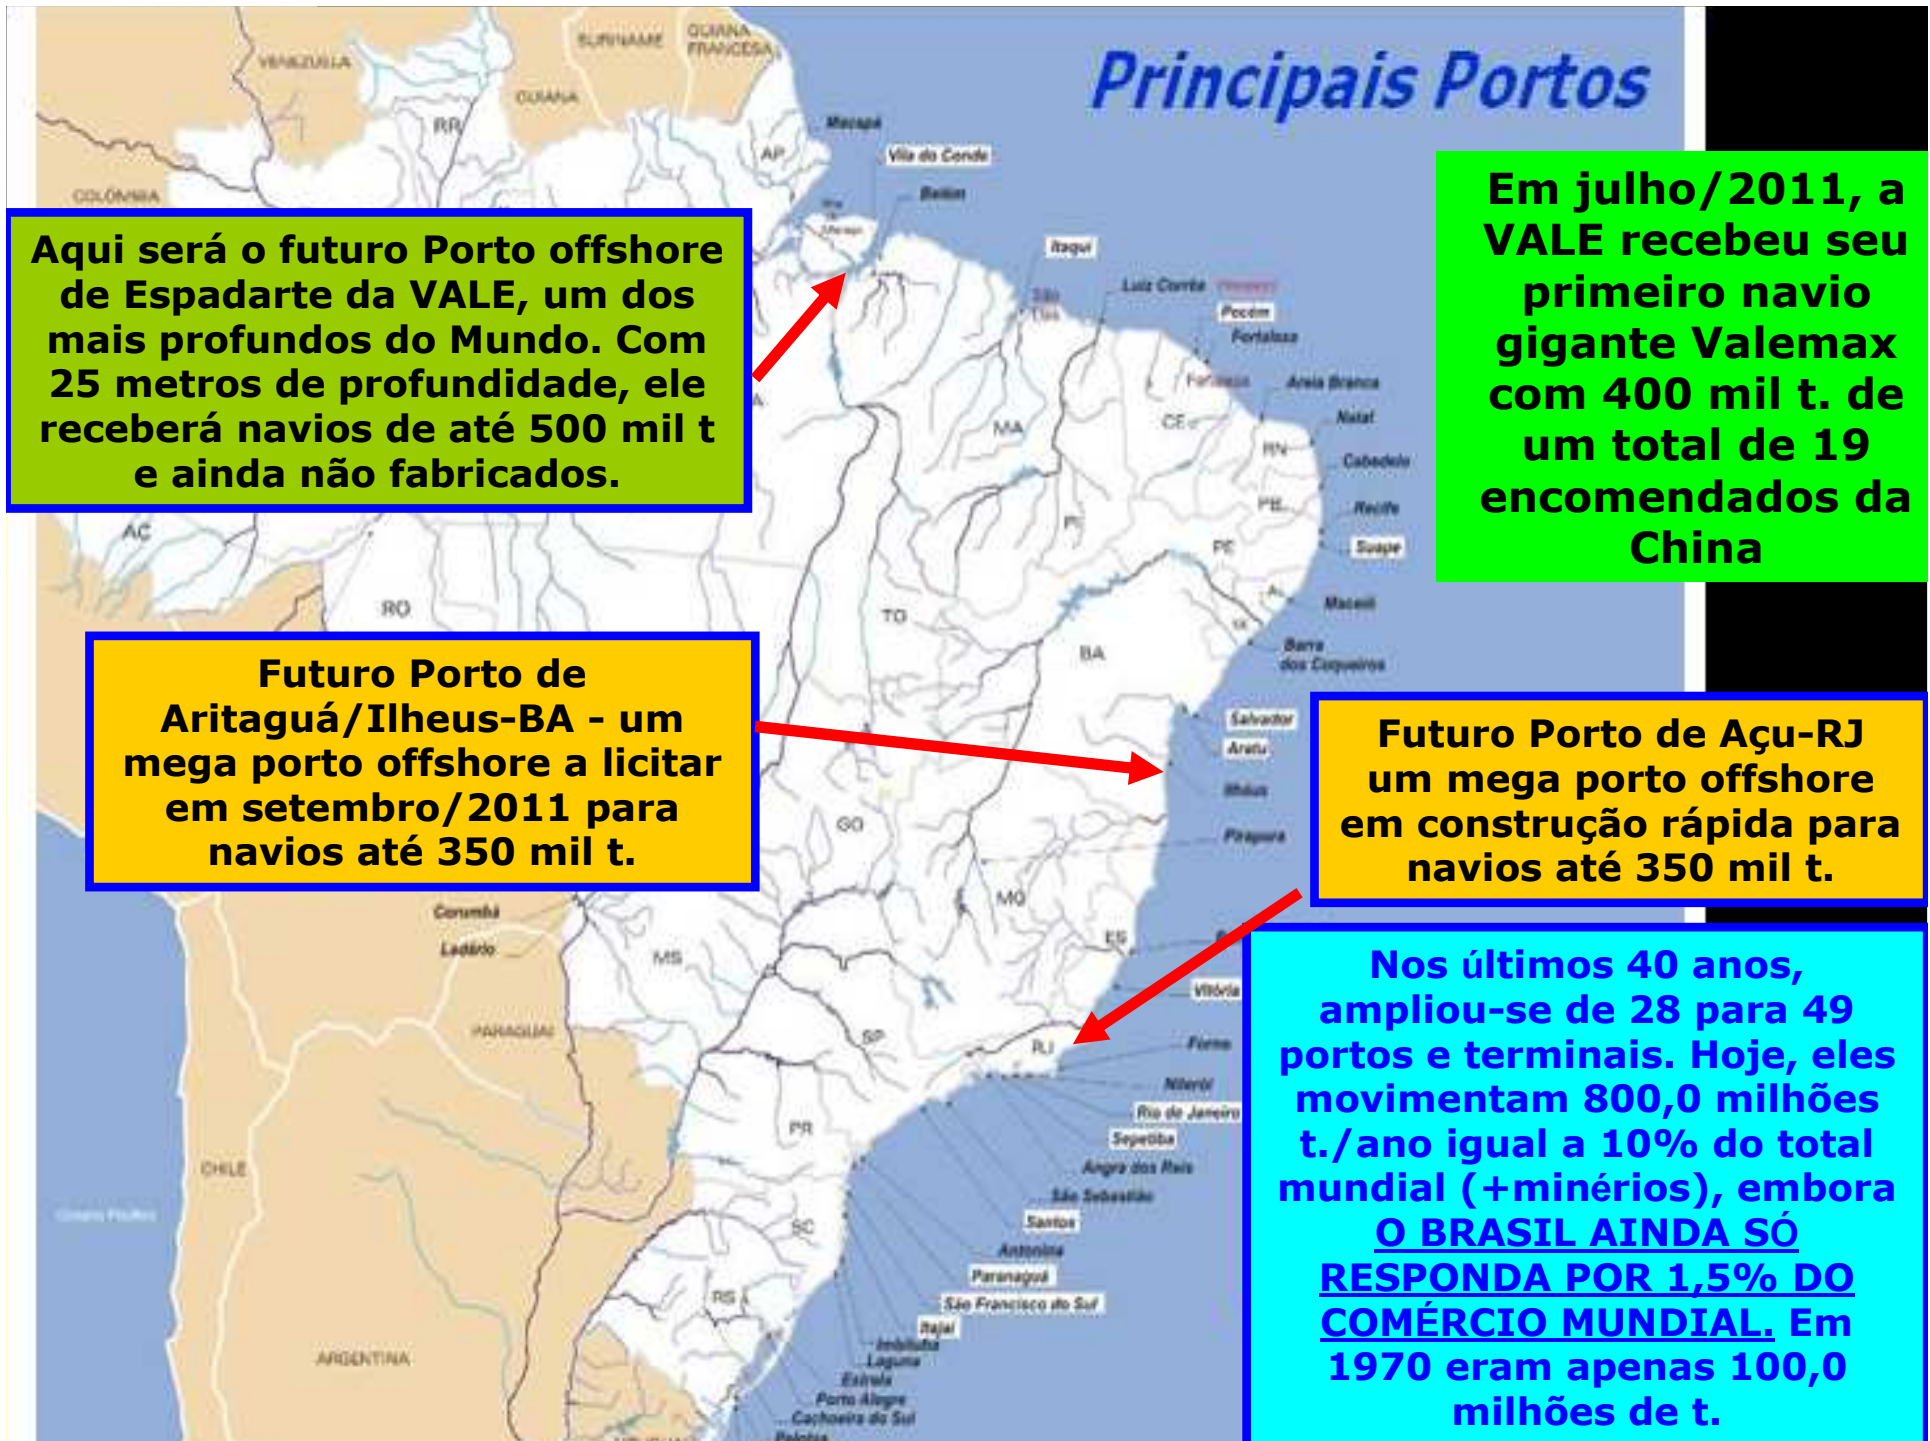 Principais Portos
VENEZUELA
SURINAME
GUIANA
FRANCESA
GUIANA
COLÔMBIA
RR
AP
Macapá
Vila do Conde
Belém
Itaqui
Luiz Corrêa
Pecém
Fortaleza
Areia Branca
Natal
Cabedelo
Recife
Suape
Maceió
Barra
dos Coqueiros
Salvador
Aratu
Ilhéus
Pirapora
Vitória
Forno
Niterói
Rio de Janeiro
Sepetiba
Angra dos Reis
São Sebastião
Santos
Antonina
Paranaguá
São Francisco do Sul
Itajaí
Imbituba
Laguna
Estrela
Porto Alegre
Cachoeira do Sul
Pelotas
Em julho/2011, a
VALE recebeu seu
primeiro navio
gigante Valemax
com 400 mil t. de
um total de 19
encomendados da
China
Aqui será o futuro Porto offshore
de Espadarte da VALE, um dos
mais profundos do Mundo. Com
25 metros de profundidade, ele
receberá navios de até 500 mil t
e ainda não fabricados.
MA
CE
RN
PB
PI
PE
AC
RO
TO
BA
Futuro Porto de
Aritaguá/Ilheus-BA - um
mega porto offshore a licitar
em setembro/2011 para
navios até 350 mil t.
Futuro Porto de Açu-RJ
um mega porto offshore
em construção rápida para
navios até 350 mil t.
GO
MG
ES
Corumbá
Ladário
MS
SP
RJ
PARAGUAI
PR
CHILE
SC
RS
ARGENTINA
Nos últimos 40 anos,
ampliou-se de 28 para 49
portos e terminais. Hoje, eles
movimentam 800,0 milhões
t./ano igual a 10% do total
mundial (+minérios), embora
O BRASIL AINDA SÓ
RESPONDA POR 1,5% DO
COMÉRCIO MUNDIAL. Em
1970 eram apenas 100,0
milhões de t.